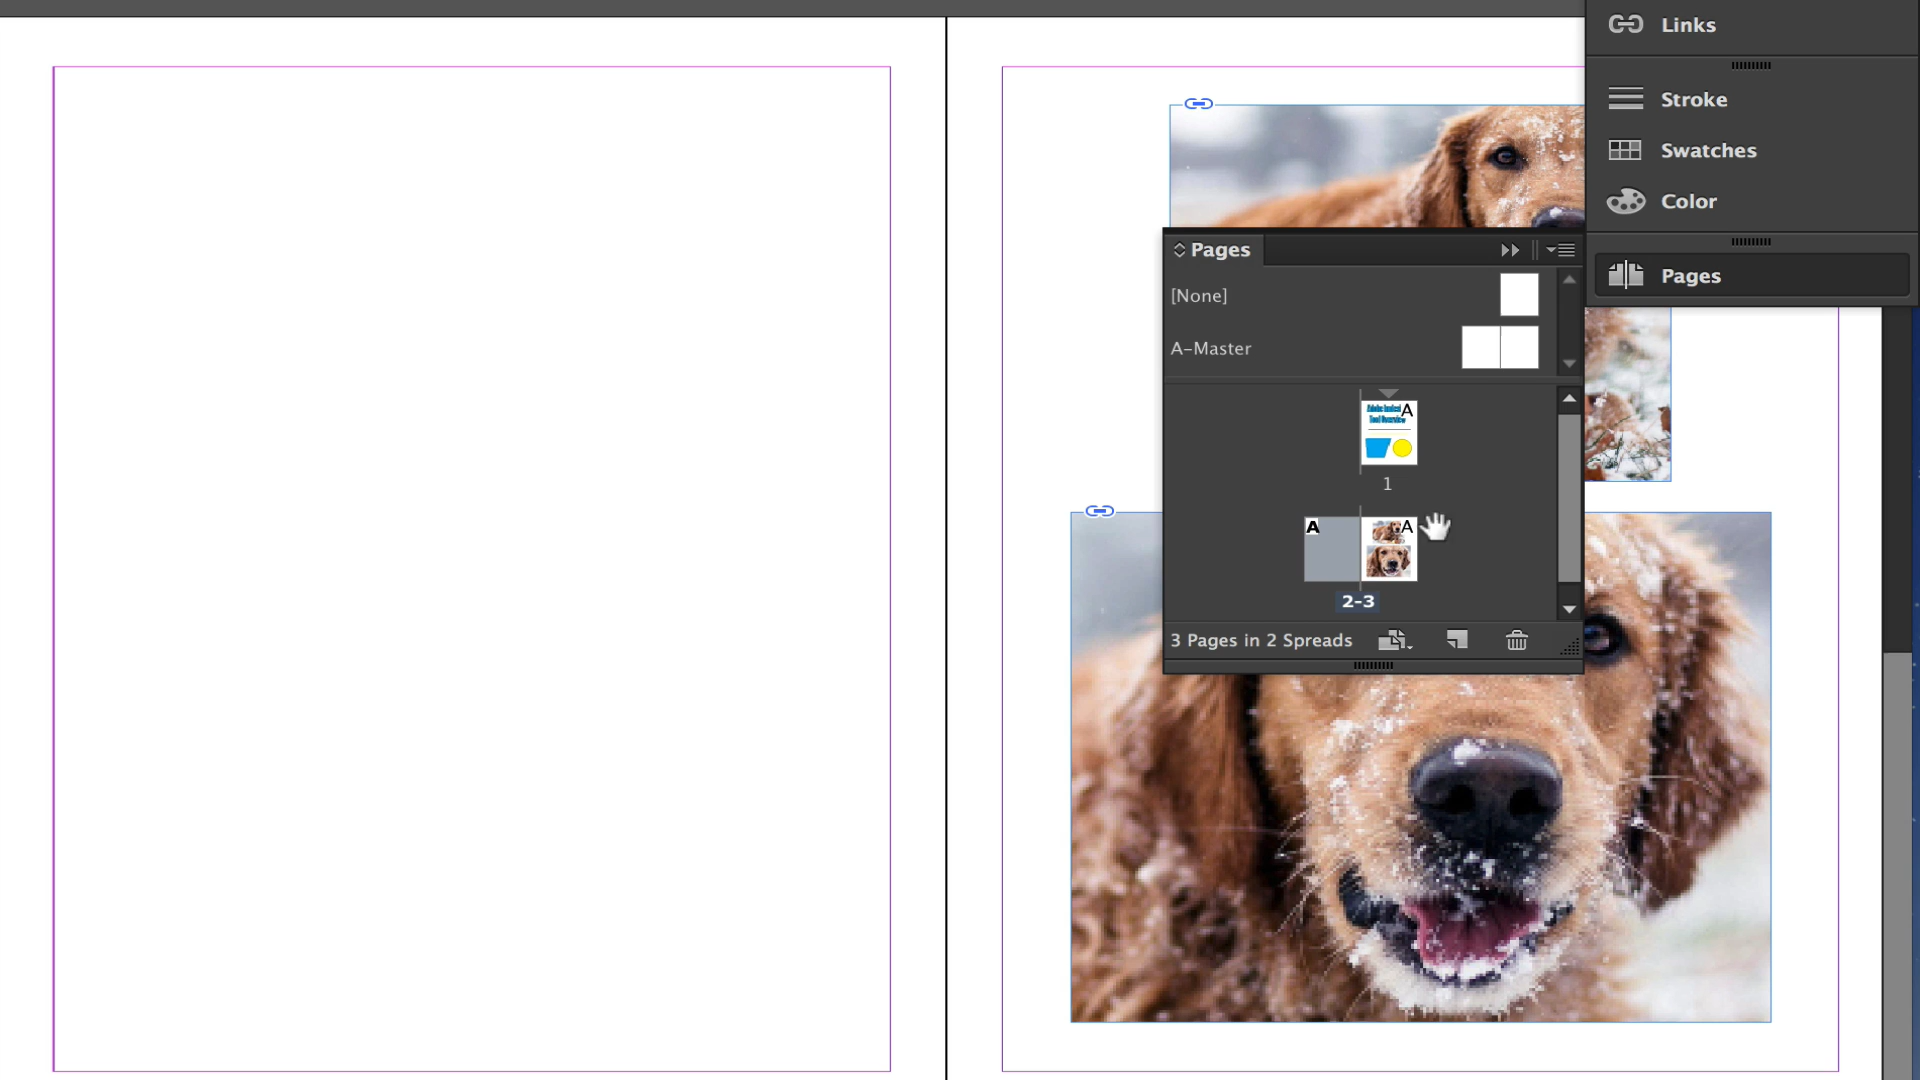 Links
Stroke
Swatches
Color
Pages
Pages
[None]
A-Master
A
1
A
A
2-3
3 Pages in 2 Spreads